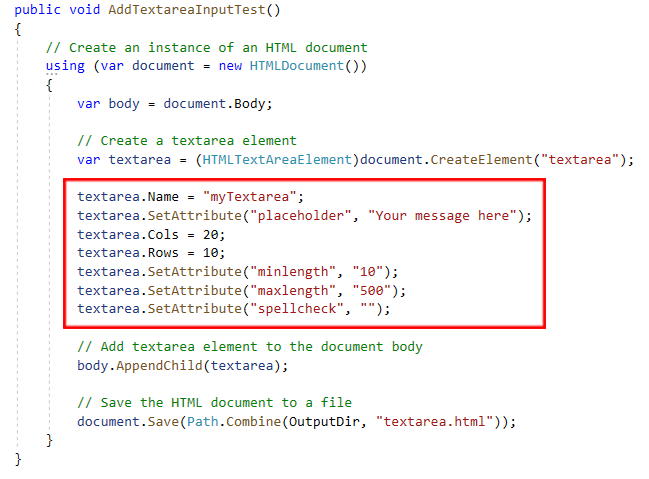 public void AddTextareaInputTest()
{
// Create an instance of an HTML document
using (var document = new HTMLDocument())
{
var body = document.Body;
// Create a textarea element
var textarea = (HTMLTextAreaElement)document.CreateElement("textarea");
textarea.Name = "myTextarea";
textarea.SetAttribute("placeholder", "Your message here");
textarea.Cols = 20;
textarea.Rows = 10;
textarea.SetAttribute("minlength", "10");
textarea.SetAttribute("maxlength", "500");
textarea.SetAttribute("spellcheck", "");
// Add textarea element to the document body
body.AppendChild(textarea);
// Save the HTML document to a file
document.Save(Path.Combine(OutputDir, "textarea.html"));
}
}